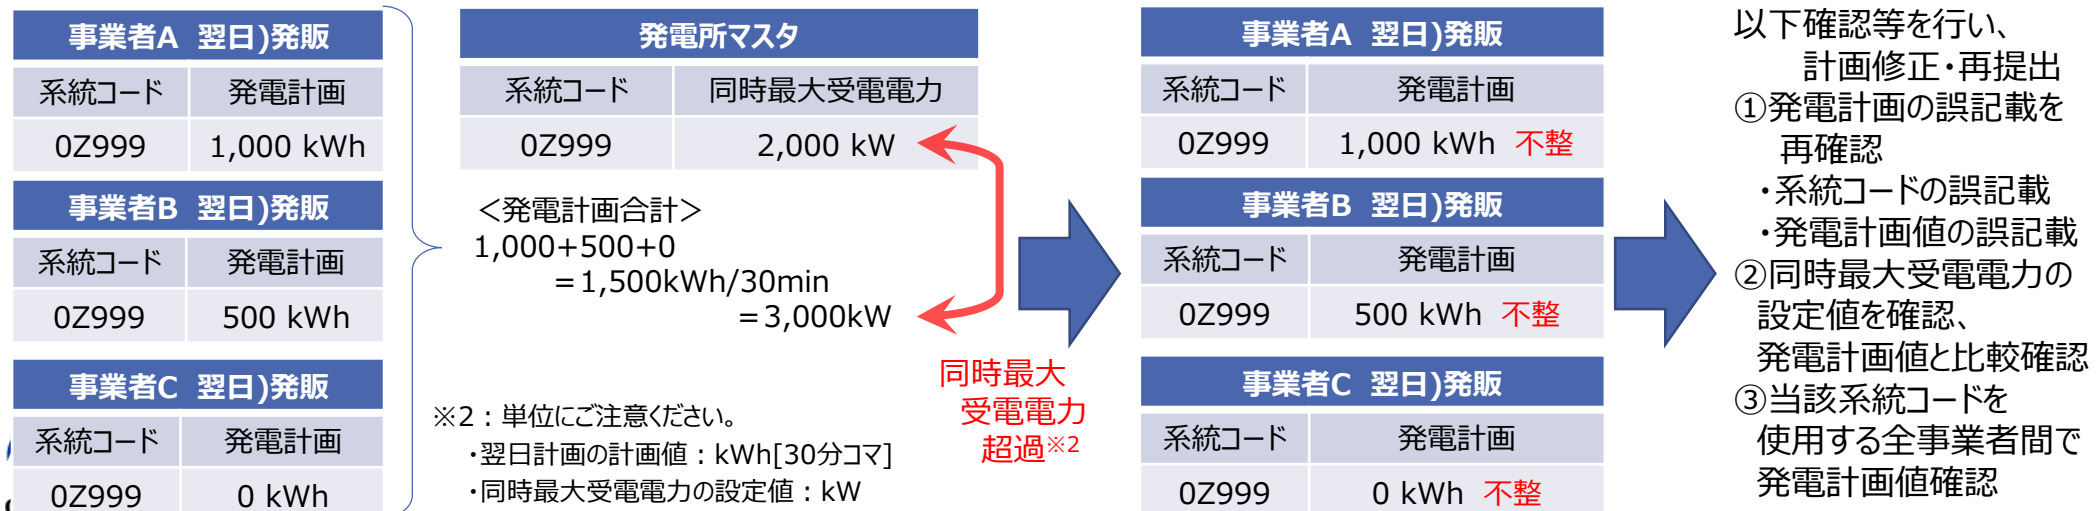 事業者A 翌日)発販
系統コード 発電計画
0Z999 1,000 kWh
事業者B 翌日)発販
系統コード 発電計画
0Z999 500 kWh
事業者C 翌日)発販
系統コード 発電計画
0Z999 0 kWh
発電所マスタ
系統コード 同時最大受電電力
0Z999 2,000 kW
＜発電計画合計＞
1,000+500+0
＝1,500kWh/30min
＝3,000kW
同時最大
受電電力
超過※2
※2：単位にご注意ください。
・翌日計画の計画値：kWh[30分コマ]
・同時最大受電電力の設定値：kW
事業者A 翌日)発販
系統コード 発電計画
0Z999 1,000 kWh 不整
事業者B 翌日)発販
系統コード 発電計画
0Z999 500 kWh 不整
事業者C 翌日)発販
系統コード 発電計画
0Z999 0 kWh 不整
以下確認等を行い、
計画修正・再提出
①発電計画の誤記載を
再確認
・系統コードの誤記載
・発電計画値の誤記載
②同時最大受電電力の
設定値を確認、
発電計画値と比較確認
③当該系統コードを
使用する全事業者間で
発電計画値確認